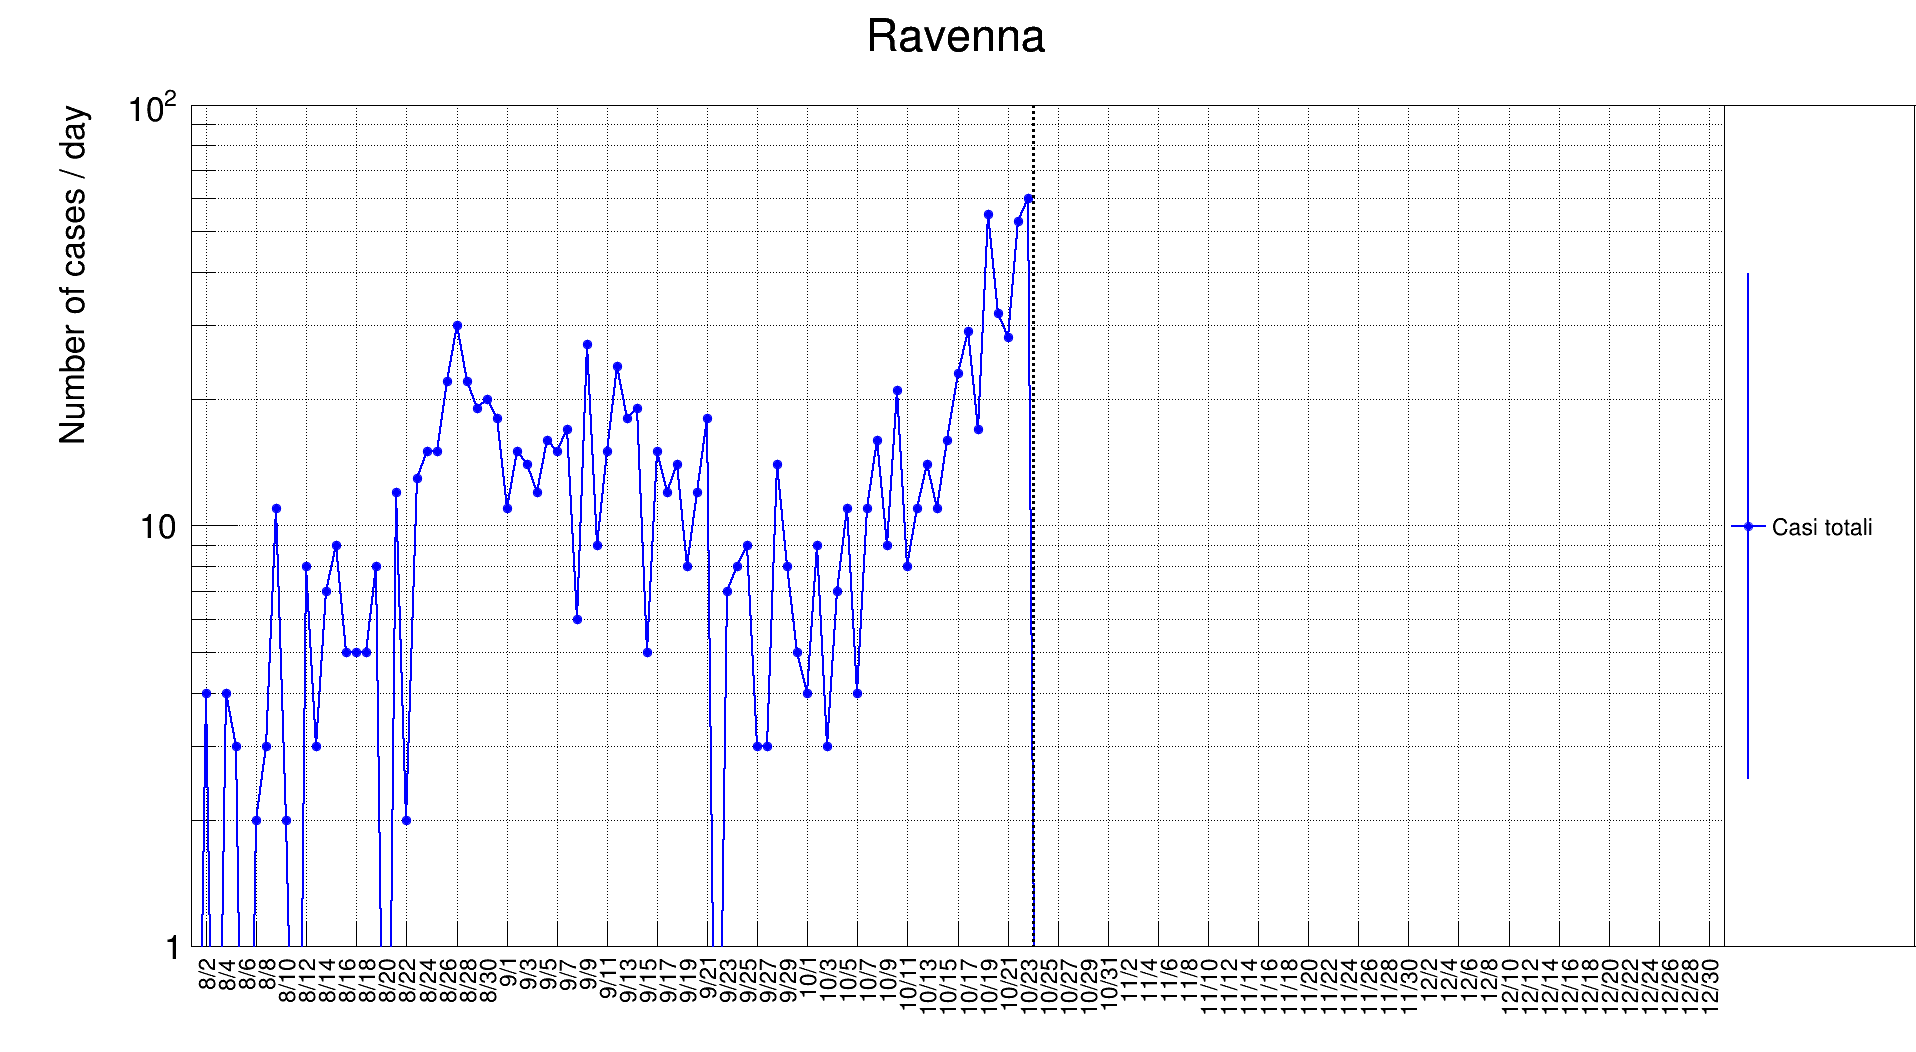 Ravenna
Number of cases / day
10²
10
1
8/2 8/4 8/6 8/8 8/10 8/12 8/14 8/16 8/18 8/20 8/22 8/24 8/26 8/28 8/30 9/1 9/3 9/5 9/7 9/9 9/11 9/13 9/15 9/17 9/19 9/21 9/23 9/25 9/27 9/29 10/1 10/3 10/5 10/7 10/9 10/11 10/13 10/15 10/17 10/19 10/21 10/23 10/25 10/27 10/29 10/31 11/2 11/4 11/6 11/8 11/10 11/12 11/14 11/16 11/18 11/20 11/22 11/24 11/26 11/28 11/30 12/2 12/4 12/6 12/8 12/10 12/12 12/14 12/16 12/18 12/20 12/22 12/24 12/26 12/28 12/30
Casi totali